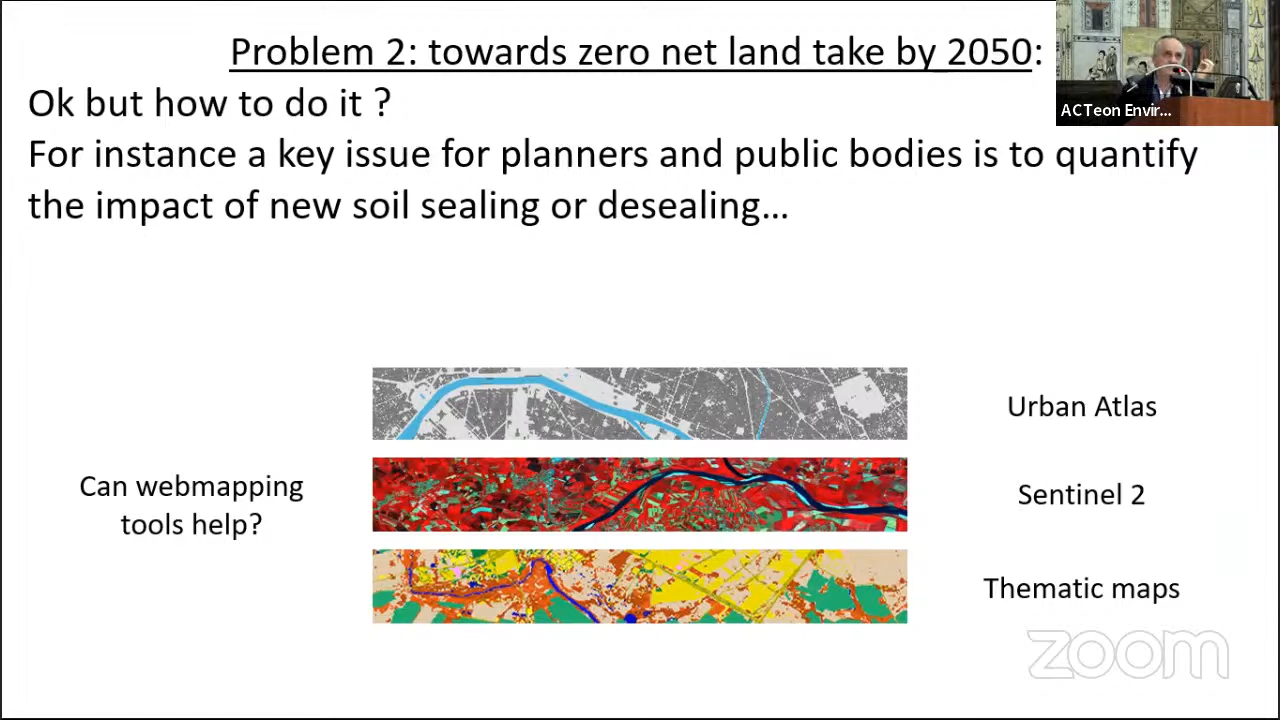 Problem 2: towards zero net land take by 2050:
Ok but how to do it ?
For instance a key issue for planners and public bodies is to quantify
the impact of new soil sealing or desealing...
ACTeon Envir...
Urban Atlas
Can webmapping
tools help?
Sentinel 2
Thematic maps
zoom